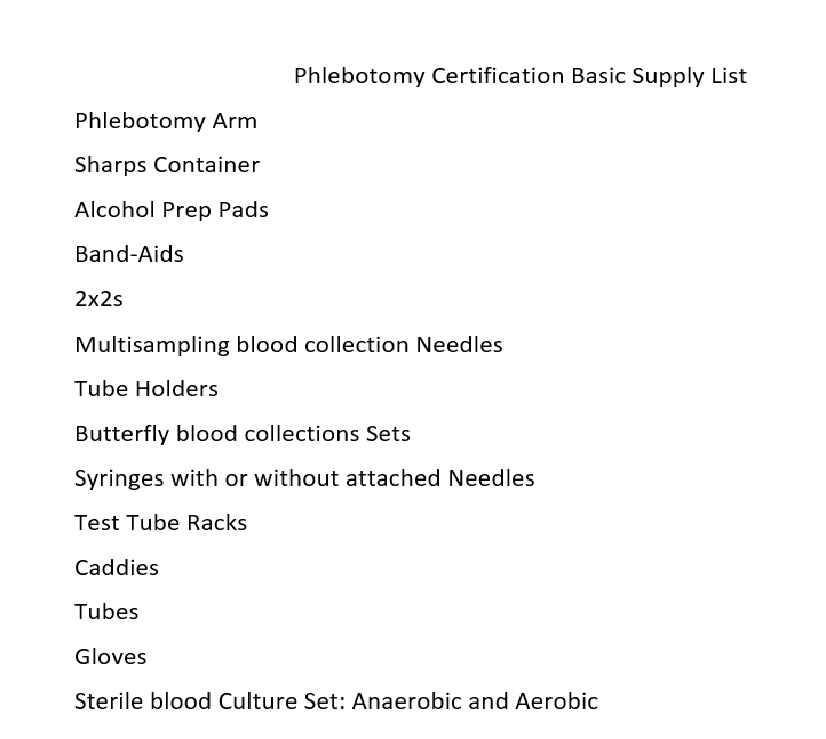 Phlebotomy Certification Basic Supply List
Phlebotomy Arm
Sharps Container
Alcohol Prep Pads
Band-Aids
2x2s
Multisampling blood collection Needles
Tube Holders
Butterfly blood collections Sets
Syringes with or without attached Needles
Test Tube Racks
Caddies
Tubes
Gloves
Sterile blood Culture Set: Anaerobic and Aerobic